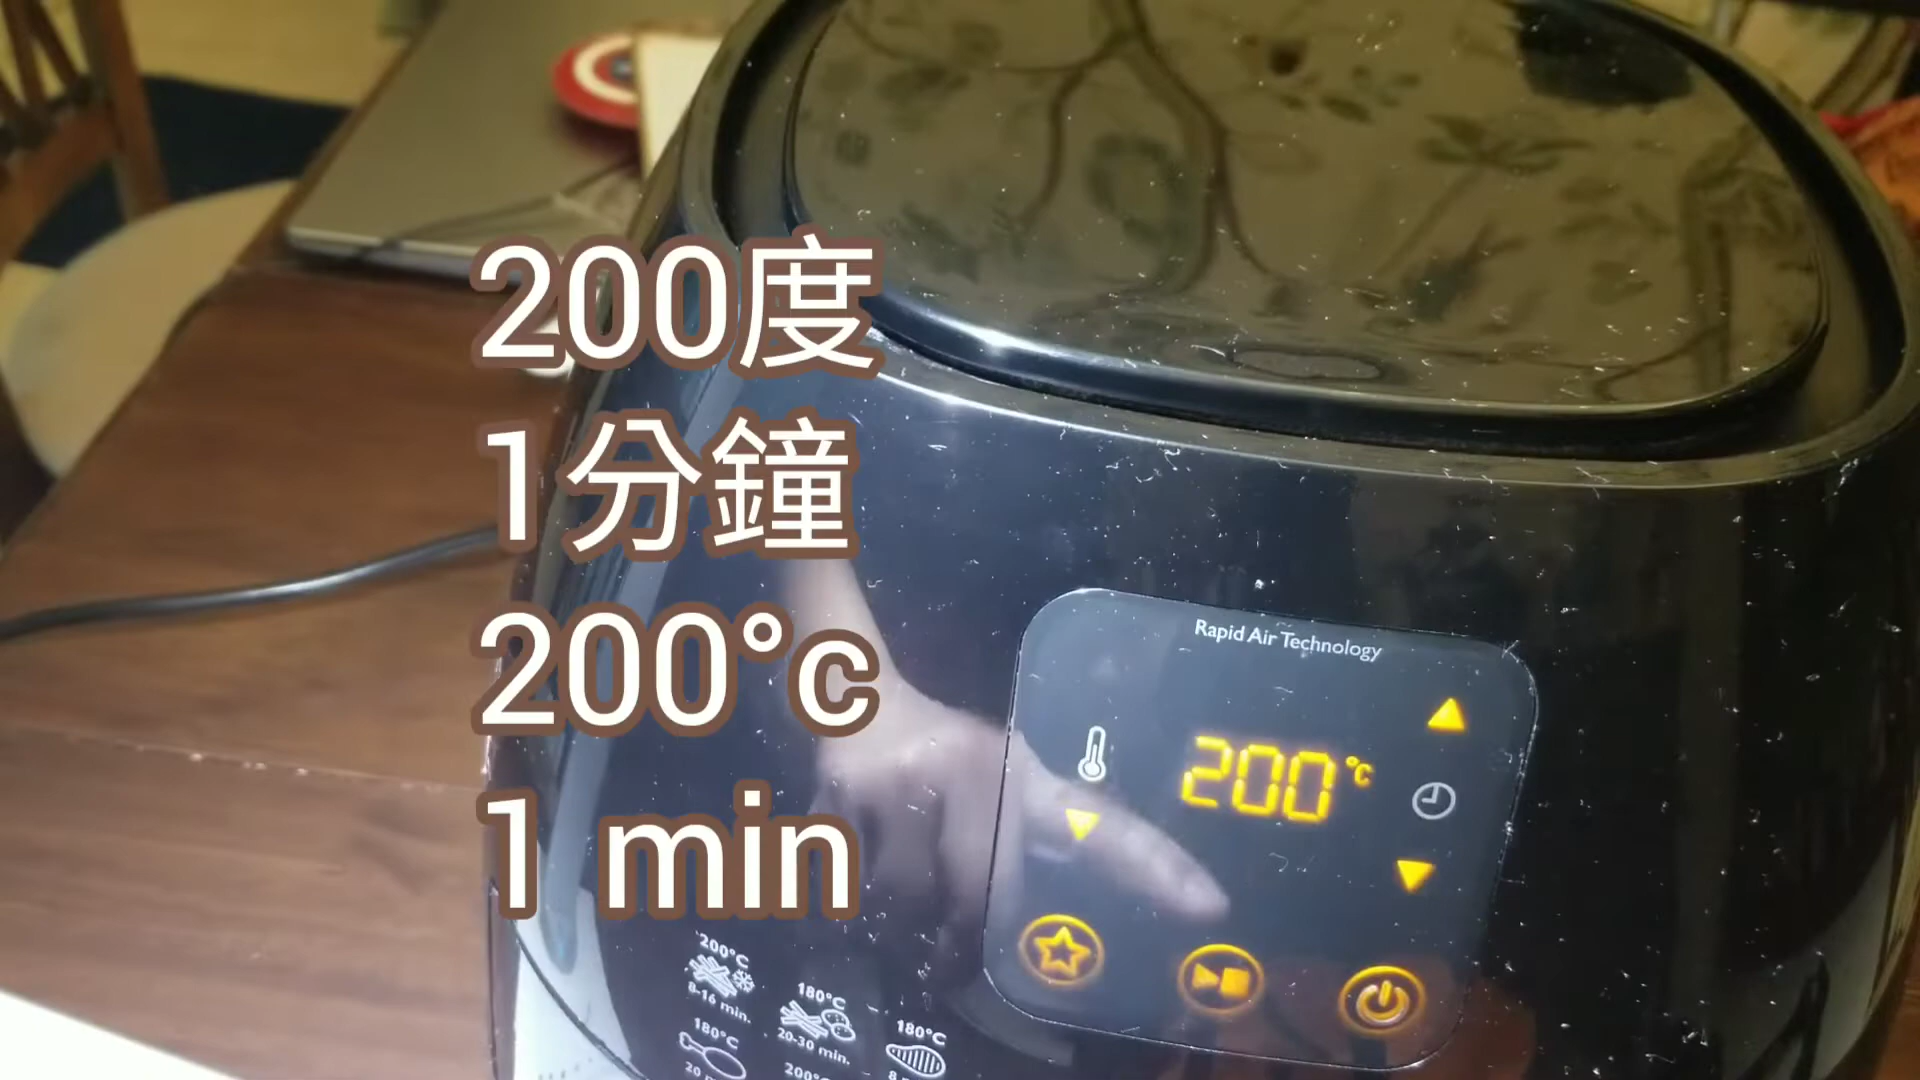 200度
1分鐘
200°c
1 min
Rapid Air Technology
200°C
200°C
8-16 min.
180°C
20-30 min.
180°C
180°C